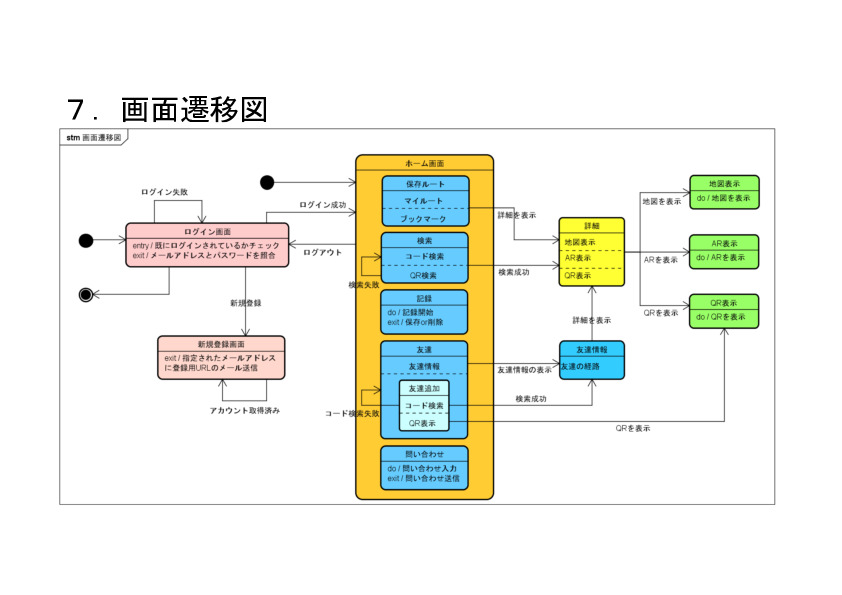 ７．画面遷移図
stm 画面遷移図
ログイン失敗
ログイン画面
entry / 既にログインされているかチェック
exit / メールアドレスとパスワードを照合
ログイン成功
ログアウト
新規登録
新規登録画面
exit / 指定されたメールアドレス
に登録用URLのメール送信
アカウント取得済み
ホーム画面
保存ルート
マイルート
ブックマーク
検索
コード検索
QR検索
検索失敗
記録
do / 記録開始
exit / 保存or削除
友達
友達情報
友達追加
コード検索
QR表示
コード検索失敗
問い合わせ
do / 問い合わせ入力
exit / 問い合わせ送信
詳細を表示
検索成功
詳細
地図表示
AR表示
QR表示
詳細を表示
友達情報の表示
友達情報
友達の経路
検索成功
QRを表示
地図を表示
ARを表示
QRを表示
地図表示
do / 地図を表示
AR表示
do / ARを表示
QR表示
do / QRを表示